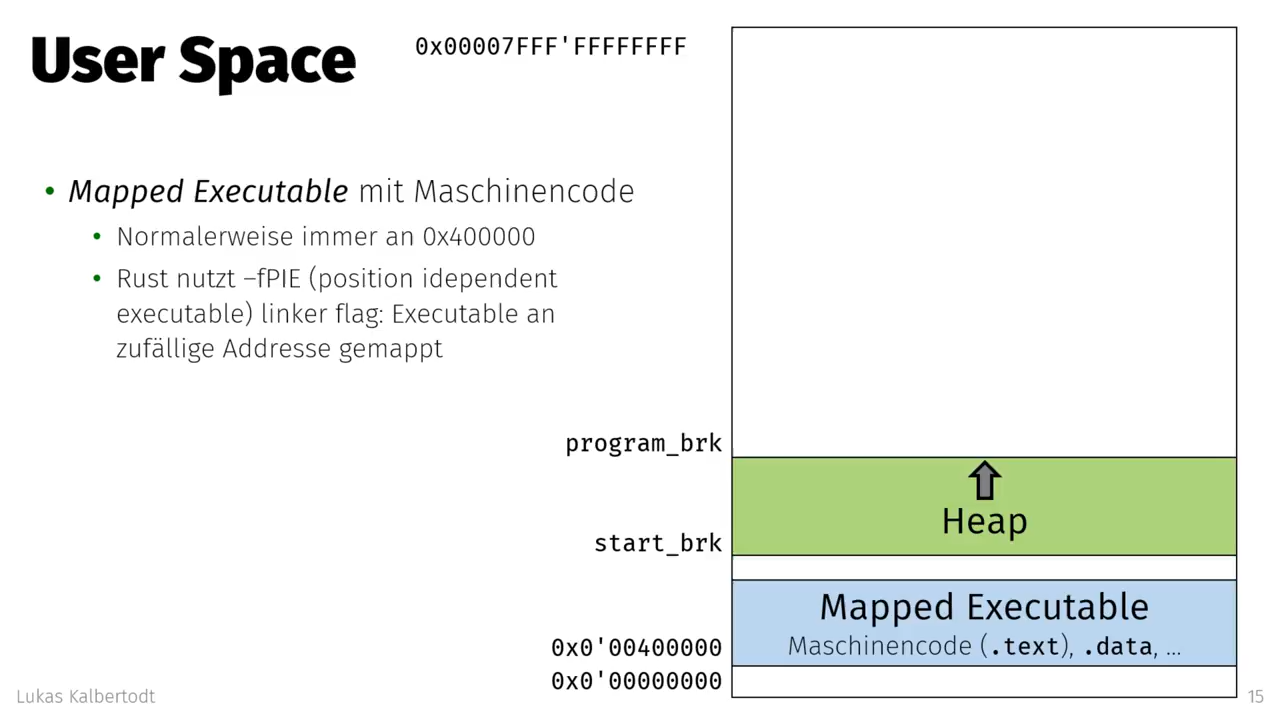 User Space
0x00007FFF'FFFFFFFF
• Mapped Executable mit Maschinencode
• Normalerweise immer an 0x400000
• Rust nutzt –fPIE (position idependent
executable) linker flag: Executable an
zufällige Addresse gemappt
program_brk
Heap
start_brk
Mapped Executable
Maschinencode (.text), .data, ...
0x0'00400000
0x0'00000000
Lukas Kalbertodt
15